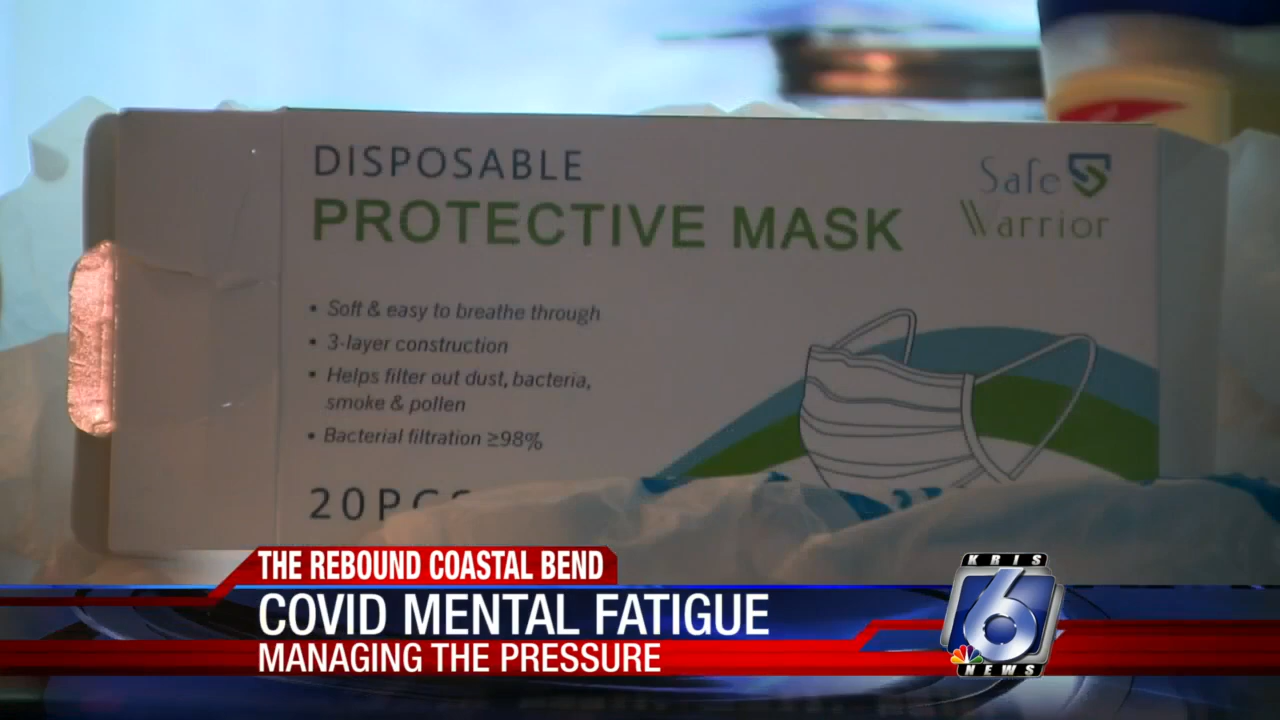 DISPOSABLE
PROTECTIVE MASK
Safe
Warrior
• Soft & easy to breathe through
• 3-layer construction
• Helps filter out dust, bacteria,
smoke & pollen
• Bacterial filtration ≥98%
20PCS
THE REBOUND COASTAL BEND
COVID MENTAL FATIGUE
MANAGING THE PRESSURE
KRIS
6
NEWS